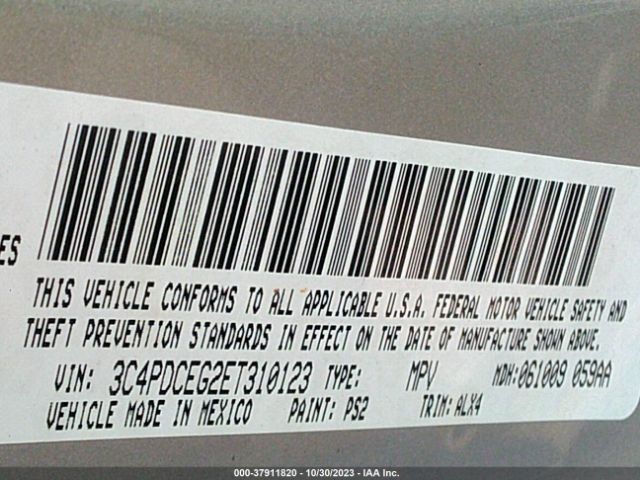 ES
THIS VEHICLE CONFORMS TO ALL APPLICABLE U.S.A. FEDERAL MOTOR VEHICLE SAFETY AND
THEFT PREVENTION STANDARDS IN EFFECT ON THE DATE OF MANUFACTURE SHOWN ABOVE.
VIN: 3C4PDCEG2ET310123 TYPE: MPV MDH:061009 059AA
VEHICLE MADE IN MEXICO PAINT: PS2 TRIM: ALX4
000-37911820 - 10/30/2023 - IAA Inc.